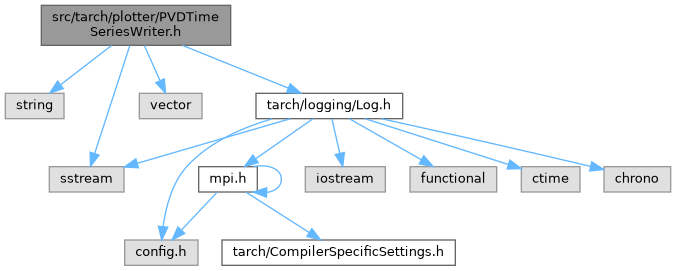 src/tarch/plotter/PVDTime
SeriesWriter.h
string
vector
tarch/logging/Log.h
sstream
mpi.h
iostream
functional
ctime
chrono
config.h
tarch/CompilerSpecificSettings.h